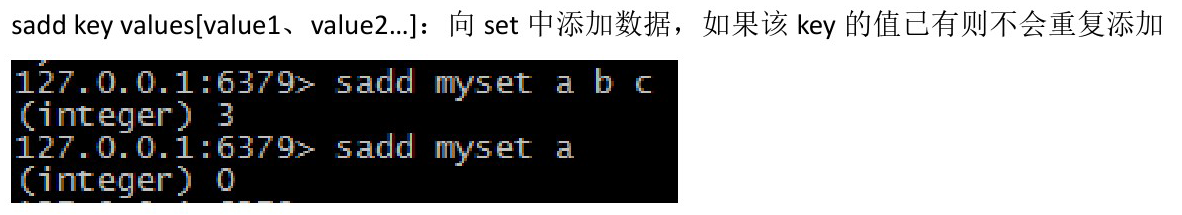 sadd key values[value1、value2…]：向 set 中添加数据，如果该 key 的值已有则不会重复添加
127.0.0.1:6379> sadd myset a b c
(integer) 3
127.0.0.1:6379> sadd myset a
(integer) 0